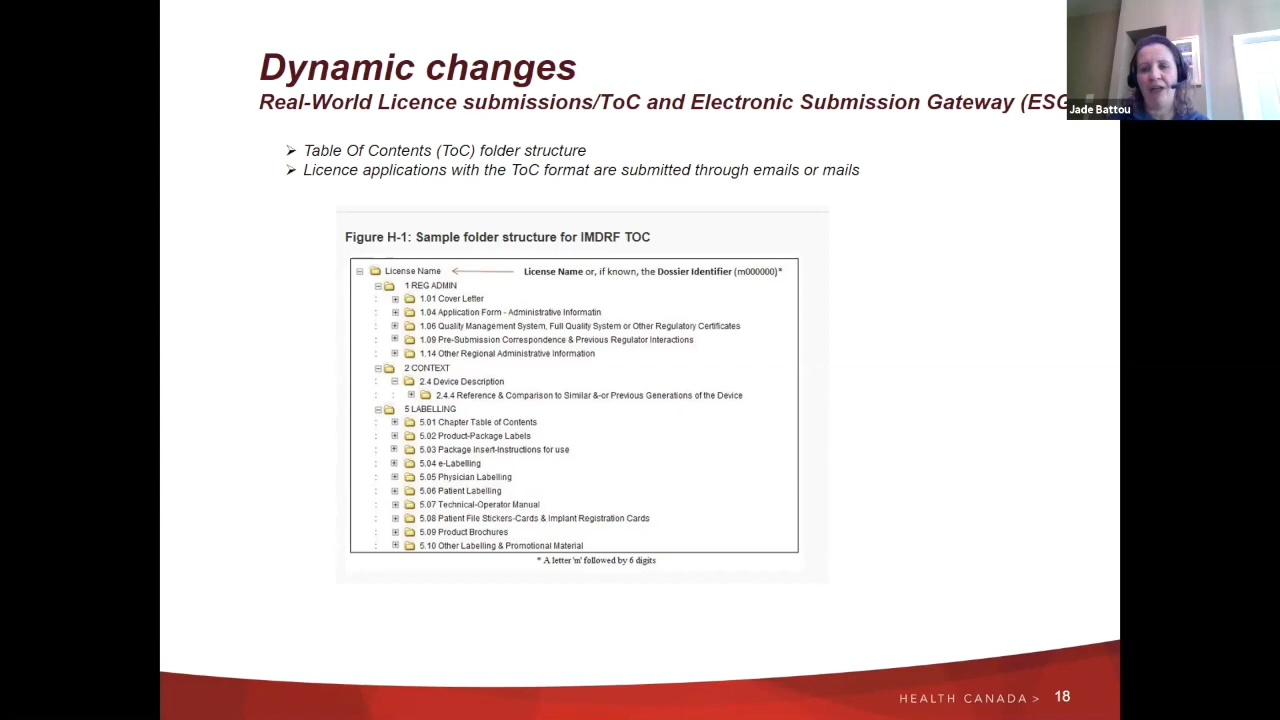 Dynamic changes
Real-World Licence submissions/ToC and Electronic Submission Gateway (ESG
Jade Battou
Table Of Contents (ToC) folder structure
Licence applications with the ToC format are submitted through emails or mails
Figure H-1: Sample folder structure for IMDRF TOC
License Name License Name or, if known, the Dossier Identifier (m000000)*
1 REG ADMIN
1.01 Cover Letter
1.04 Application Form - Administrative Informatin
1.06 Quality Management System, Full Quality System or Other Regulatory Certificates
1.09 Pre-Submission Correspondence & Previous Regulator Interactions
1.14 Other Regional Administrative Information
2 CONTEXT
2.4 Device Description
2.4.4 Reference & Comparison to Similar &-or Previous Generations of the Device
5 LABELLING
5.01 Chapter Table of Contents
5.02 Product-Package Labels
5.03 Package Insert-Instructions for use
5.04 e-Labelling
5.05 Physician Labelling
5.06 Patient Labelling
5.07 Technical-Operator Manual
5.08 Patient File Stickers-Cards & Implant Registration Cards
5.09 Product Brochures
5.10 Other Labelling & Promotional Material
* A letter 'm' followed by 6 digits
HEALTH CANADA > 18